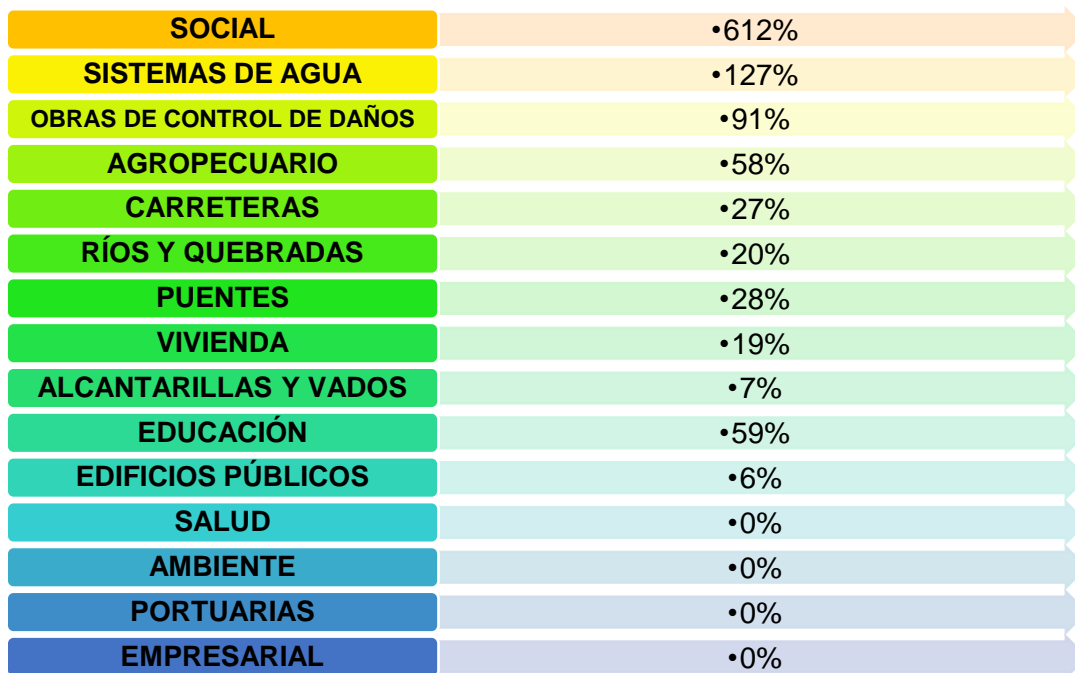 SOCIAL •612%
SISTEMAS DE AGUA •127%
OBRAS DE CONTROL DE DAÑOS •91%
AGROPECUARIO •58%
CARRETERAS •27%
RÍOS Y QUEBRADAS •20%
PUENTES •28%
VIVIENDA •19%
ALCANTARILLAS Y VADOS •7%
EDUCACIÓN •59%
EDIFICIOS PÚBLICOS •6%
SALUD •0%
AMBIENTE •0%
PORTUARIAS •0%
EMPRESARIAL •0%